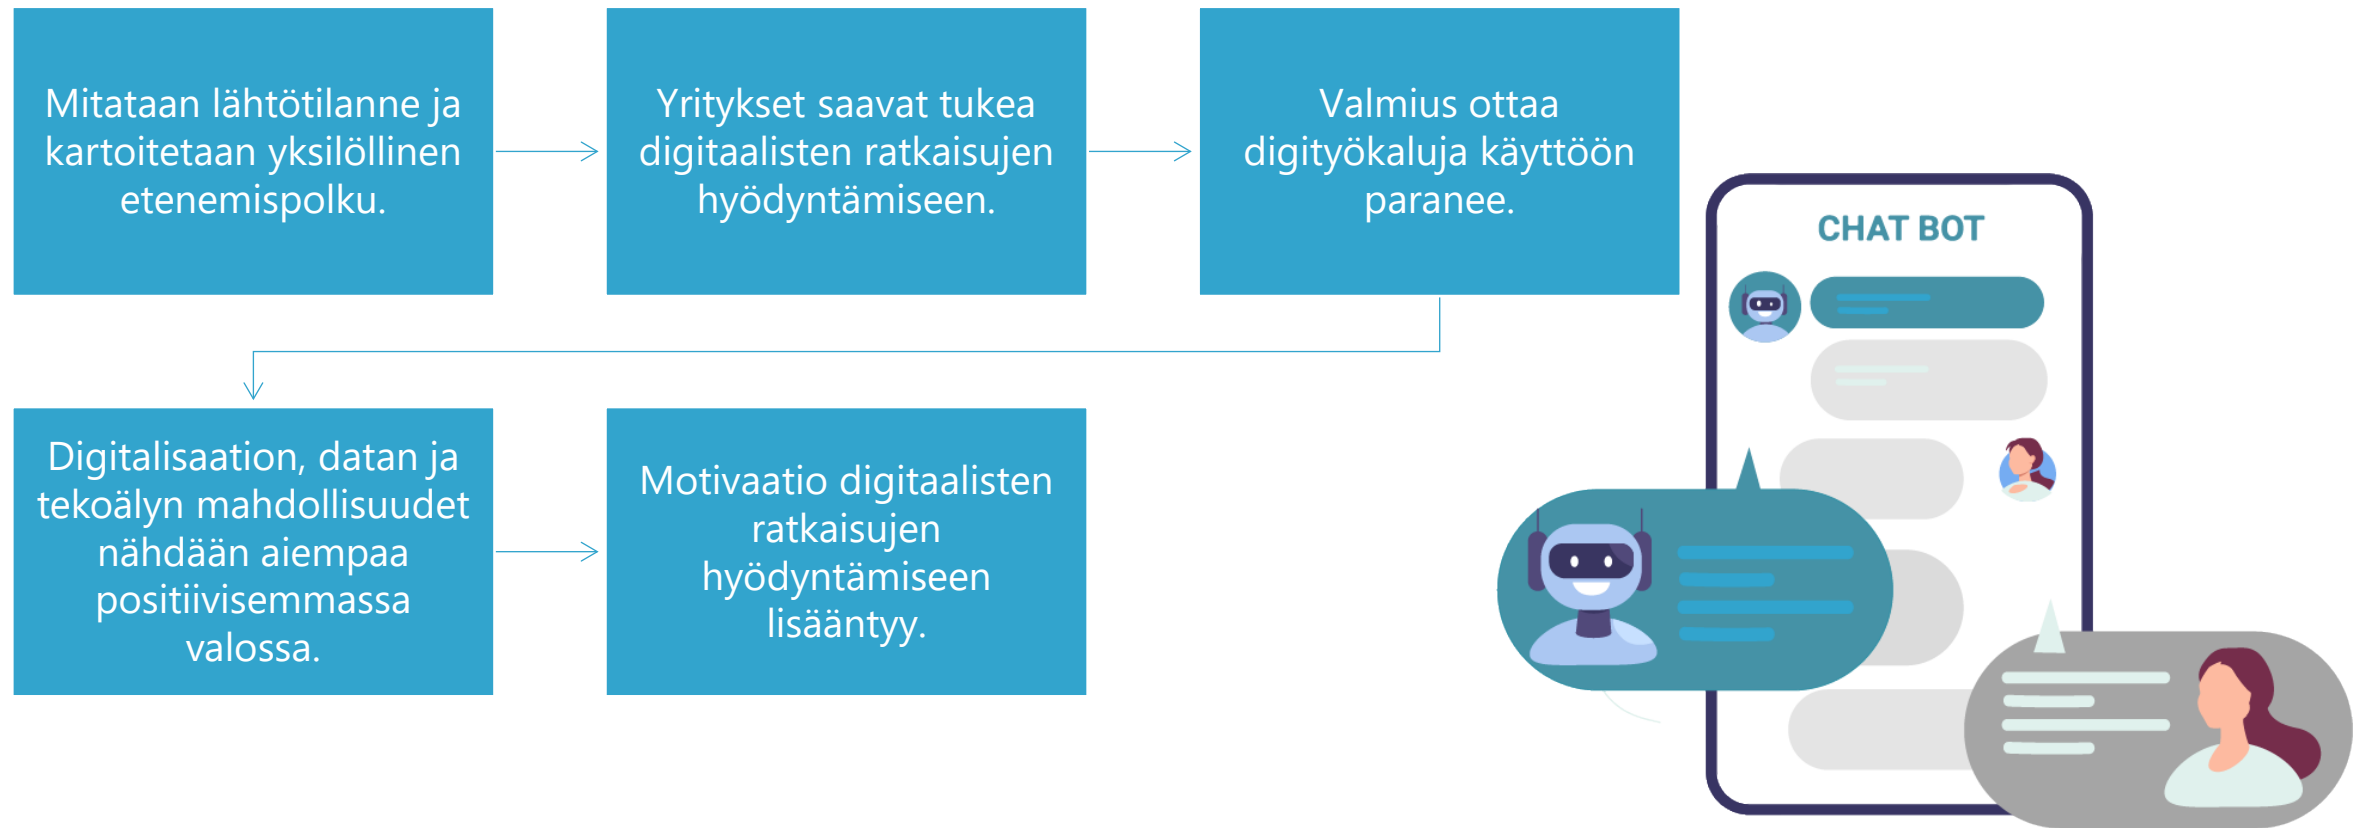 Mitataan lähtötilanne ja
kartoitetaan yksilöllinen
etenemispolku.
Yritykset saavat tukea
digitaalisten ratkaisujen
hyödyntämiseen.
Valmius ottaa
digityökaluja käyttöön
paranee.
Digitalisaation, datan ja
tekoälyn mahdollisuudet
nähdään aiempaa
positiivisemmassa
valossa.
Motivaatio digitaalisten
ratkaisujen
hyödyntämiseen
lisääntyy.
CHAT BOT